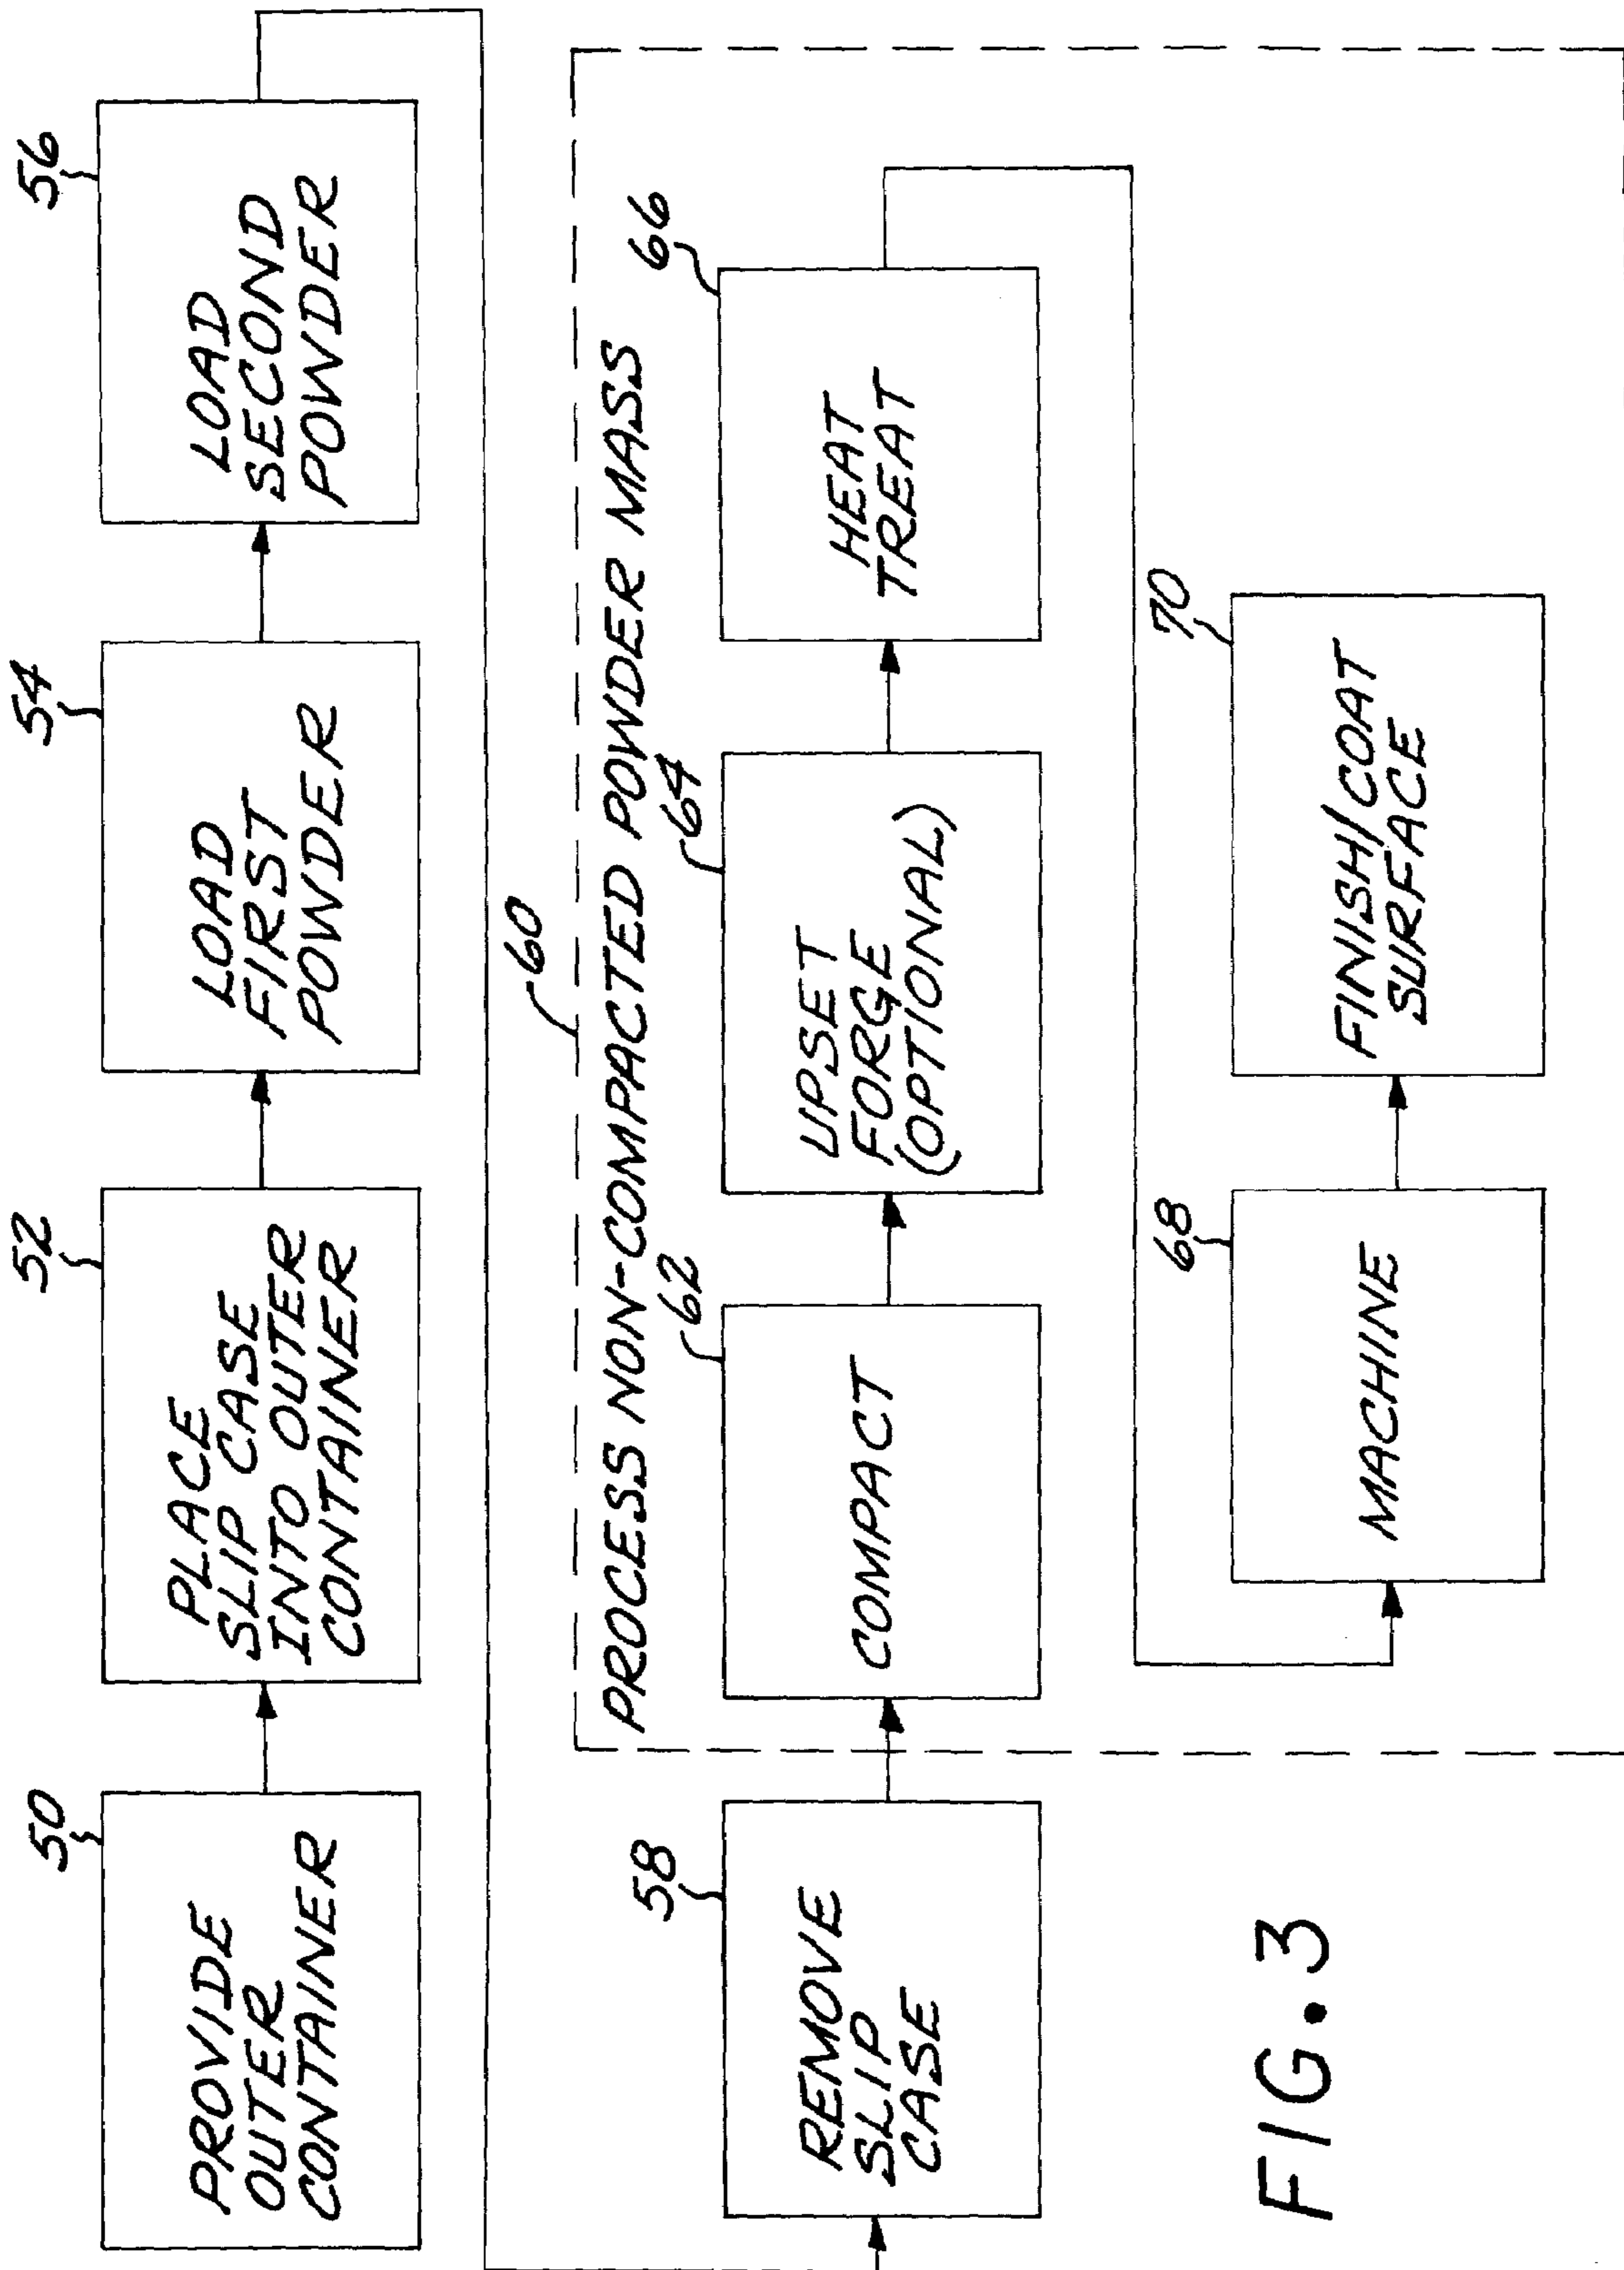 50
PROVIDE
OUTER
CONTAINER
52
PLACE
SLIP CASE
INTO OUTER
CONTAINER
54
LOAD
FIRST
POWDER
56
LOAD
SECOND
POWDER
58
REMOVE
SLIP
CASE
60
PROCESS NON-COMPACTED POWDER MASS
62
COMPACT
64
UPSET
FORGE
(OPTIONAL)
66
HEAT
TREAT
68
MACHINE
70
FINISH/COAT
SURFACE
FIG. 3